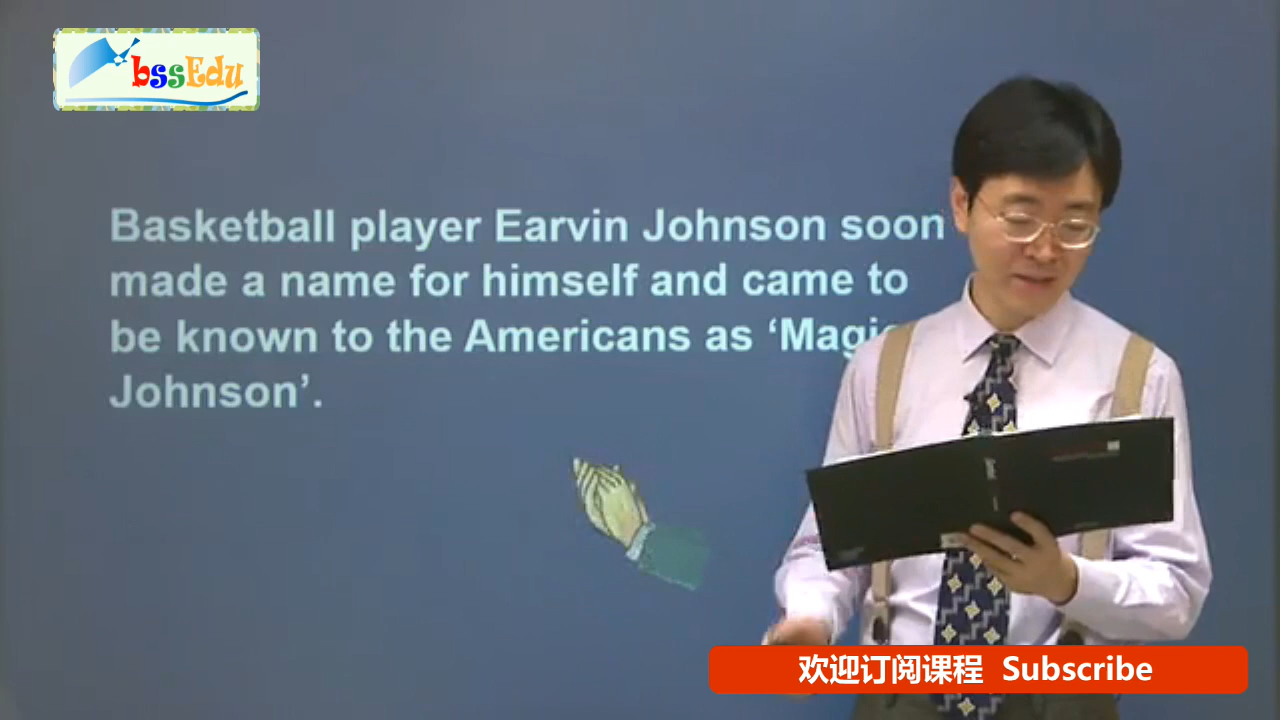 bssEdu
Basketball player Earvin Johnson soon
made a name for himself and came to
be known to the Americans as ‘Magic
Johnson’.
欢迎订阅课程 Subscribe